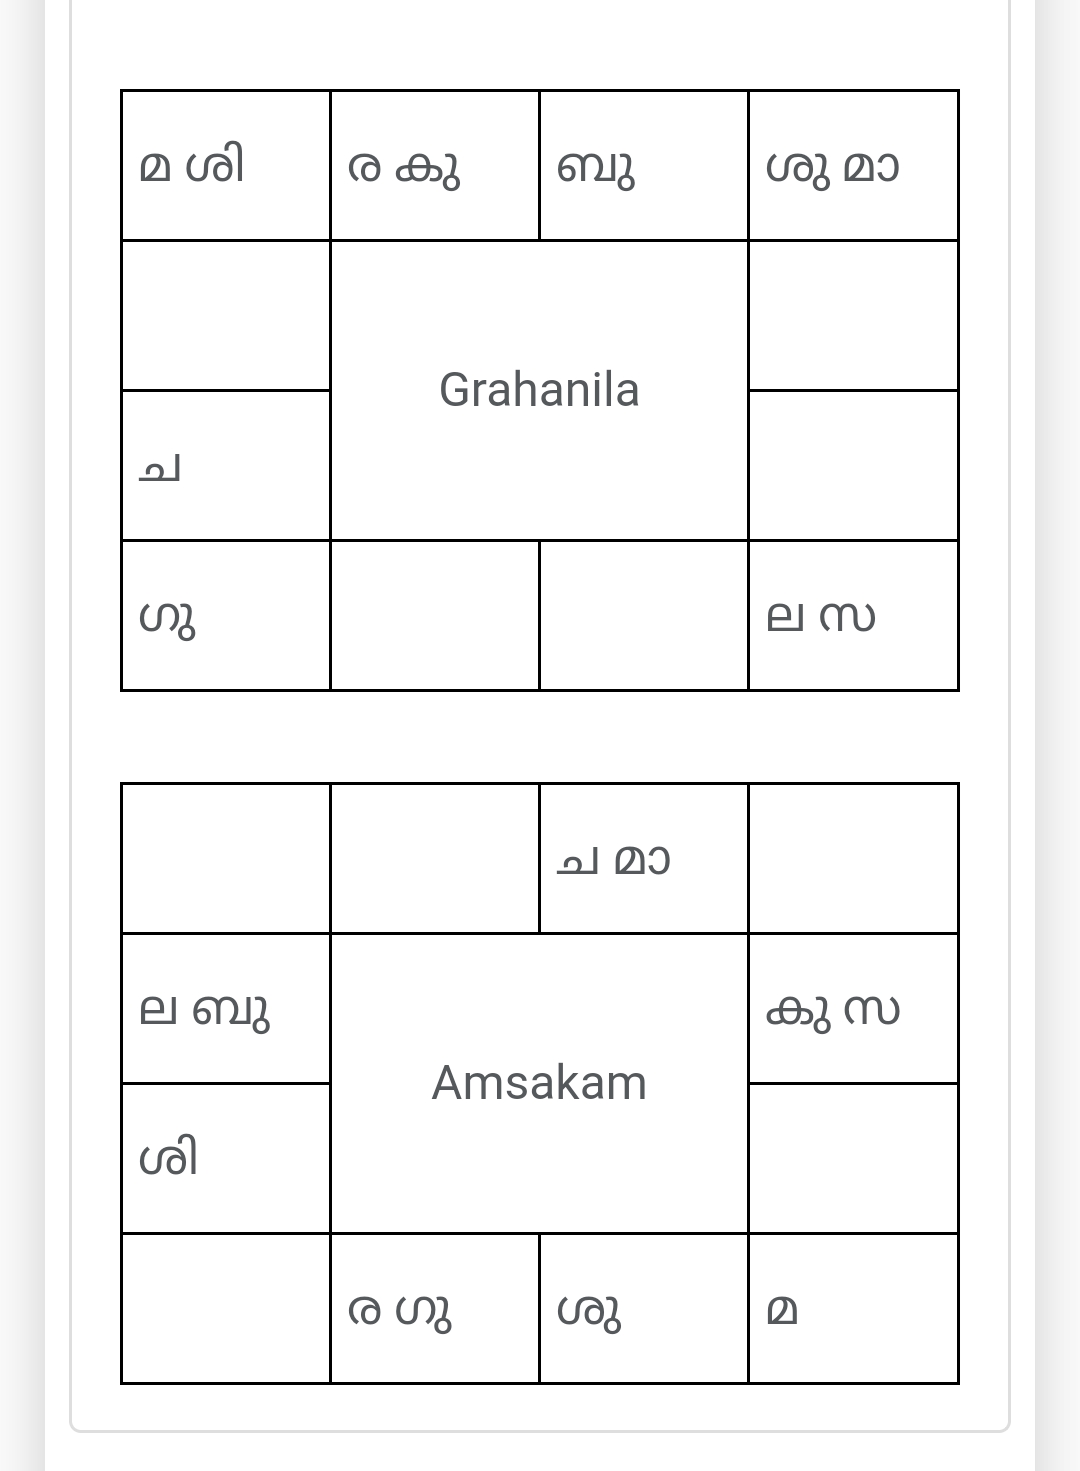 മ ശി
ര കു
ബു
ശു മാ
Grahanila
ച
ഗു
ല സ
ച മാ
ല ബു
കു സ
Amsakam
ശി
ര ഗു
ശു
മ